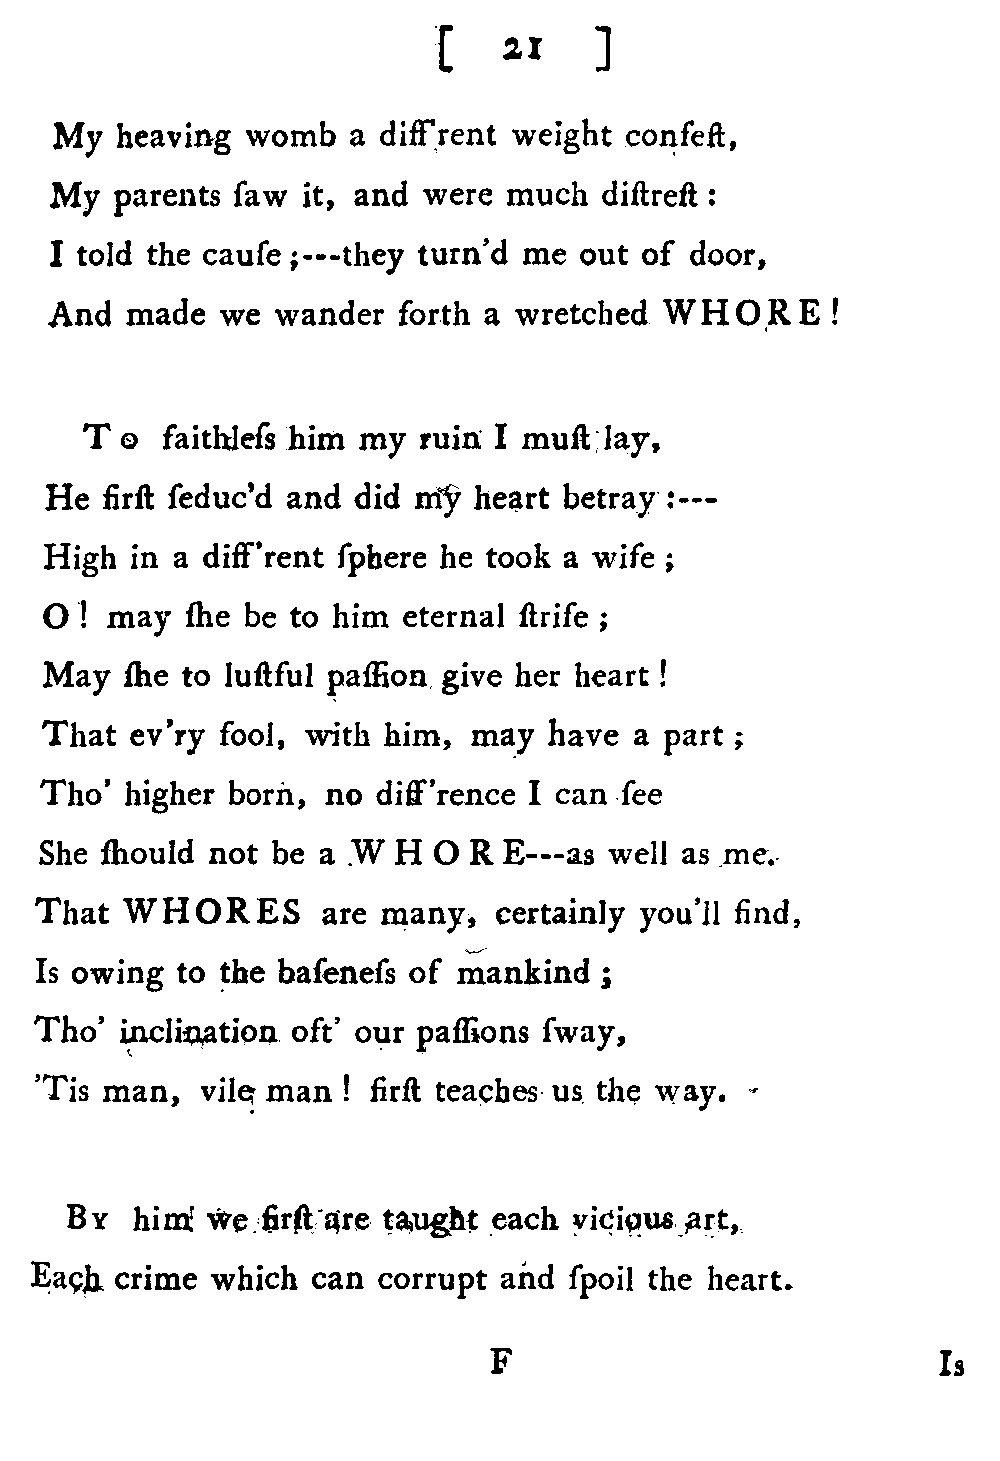 [ 21 ]
My heaving womb a diff'rent weight confeſt,
My parents ſaw it, and were much diſtreſt :
I told the cauſe ;---they turn'd me out of door,
And made we wander forth a wretched WHORE !
To faithleſs him my ruin I muſt lay,
He firſt ſeduc'd and did my heart betray :---
High in a diff'rent ſphere he took a wife ;
O ! may ſhe be to him eternal ſtrife ;
May ſhe to luſtful paſſion give her heart !
That ev'ry fool, with him, may have a part ;
Tho' higher born, no diff'rence I can ſee
She ſhould not be a WHORE---as well as me.
That WHORES are many, certainly you'll find,
Is owing to the baſeneſs of mankind ;
Tho' inclination oft' our paſſions ſway,
'Tis man, vile man ! firſt teaches us the way.
By him we firſt are taught each vicious art,
Each crime which can corrupt and ſpoil the heart.
F Is